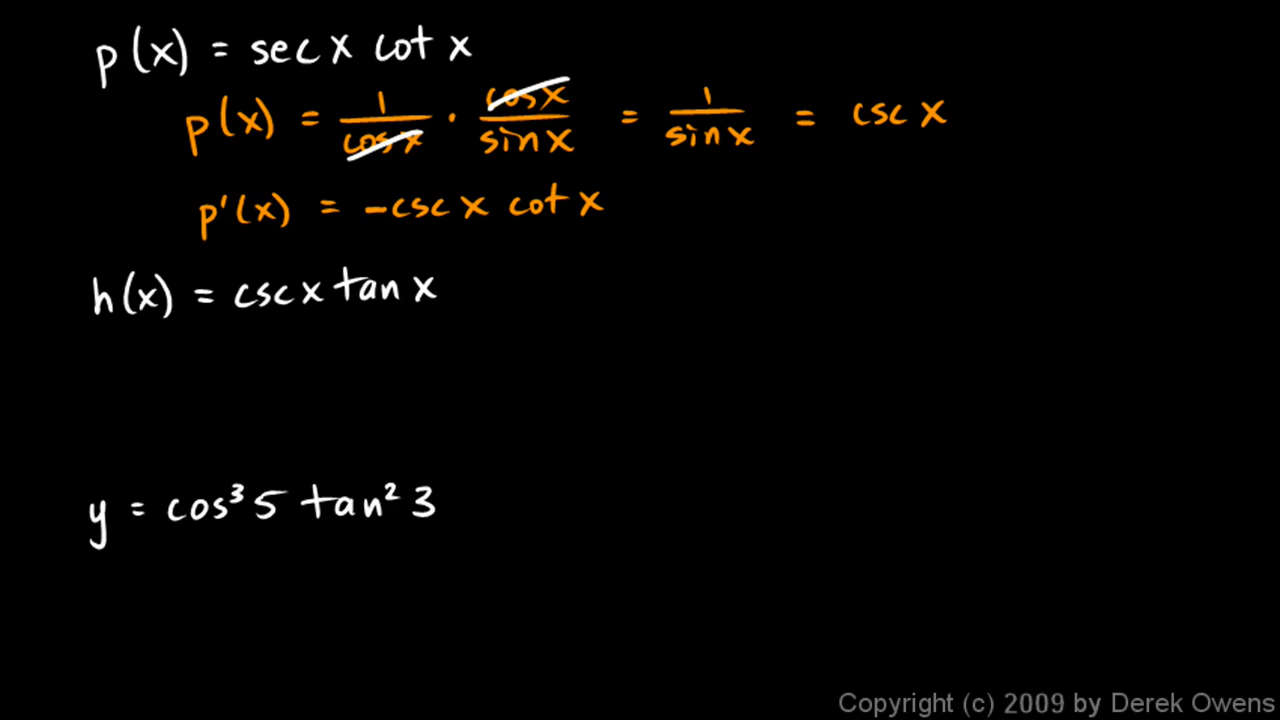 p(x) = sec x cot x
p(x) = 1/cos x · cos x/sin x = 1/sin x = csc x
p'(x) = -csc x cot x
h(x) = csc x tan x
y = cos³5 tan²3
Copyright (c) 2009 by Derek Owens